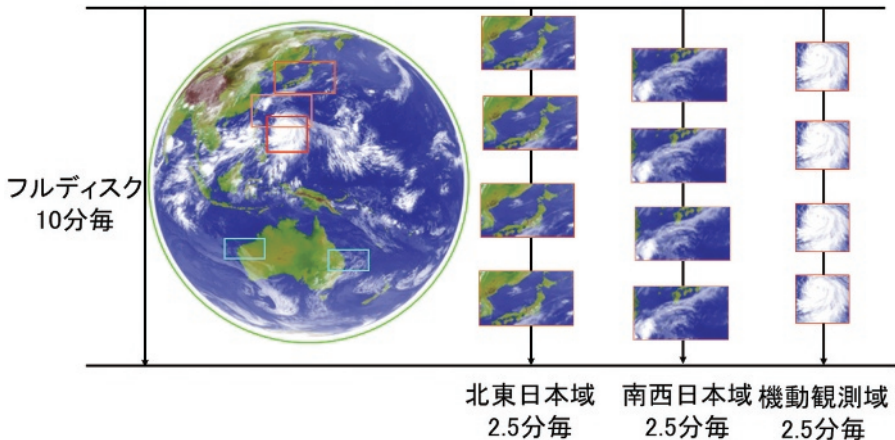 フルディスク
10分毎
北東日本域
2.5分毎
南西日本域
2.5分毎
機動観測域
2.5分毎